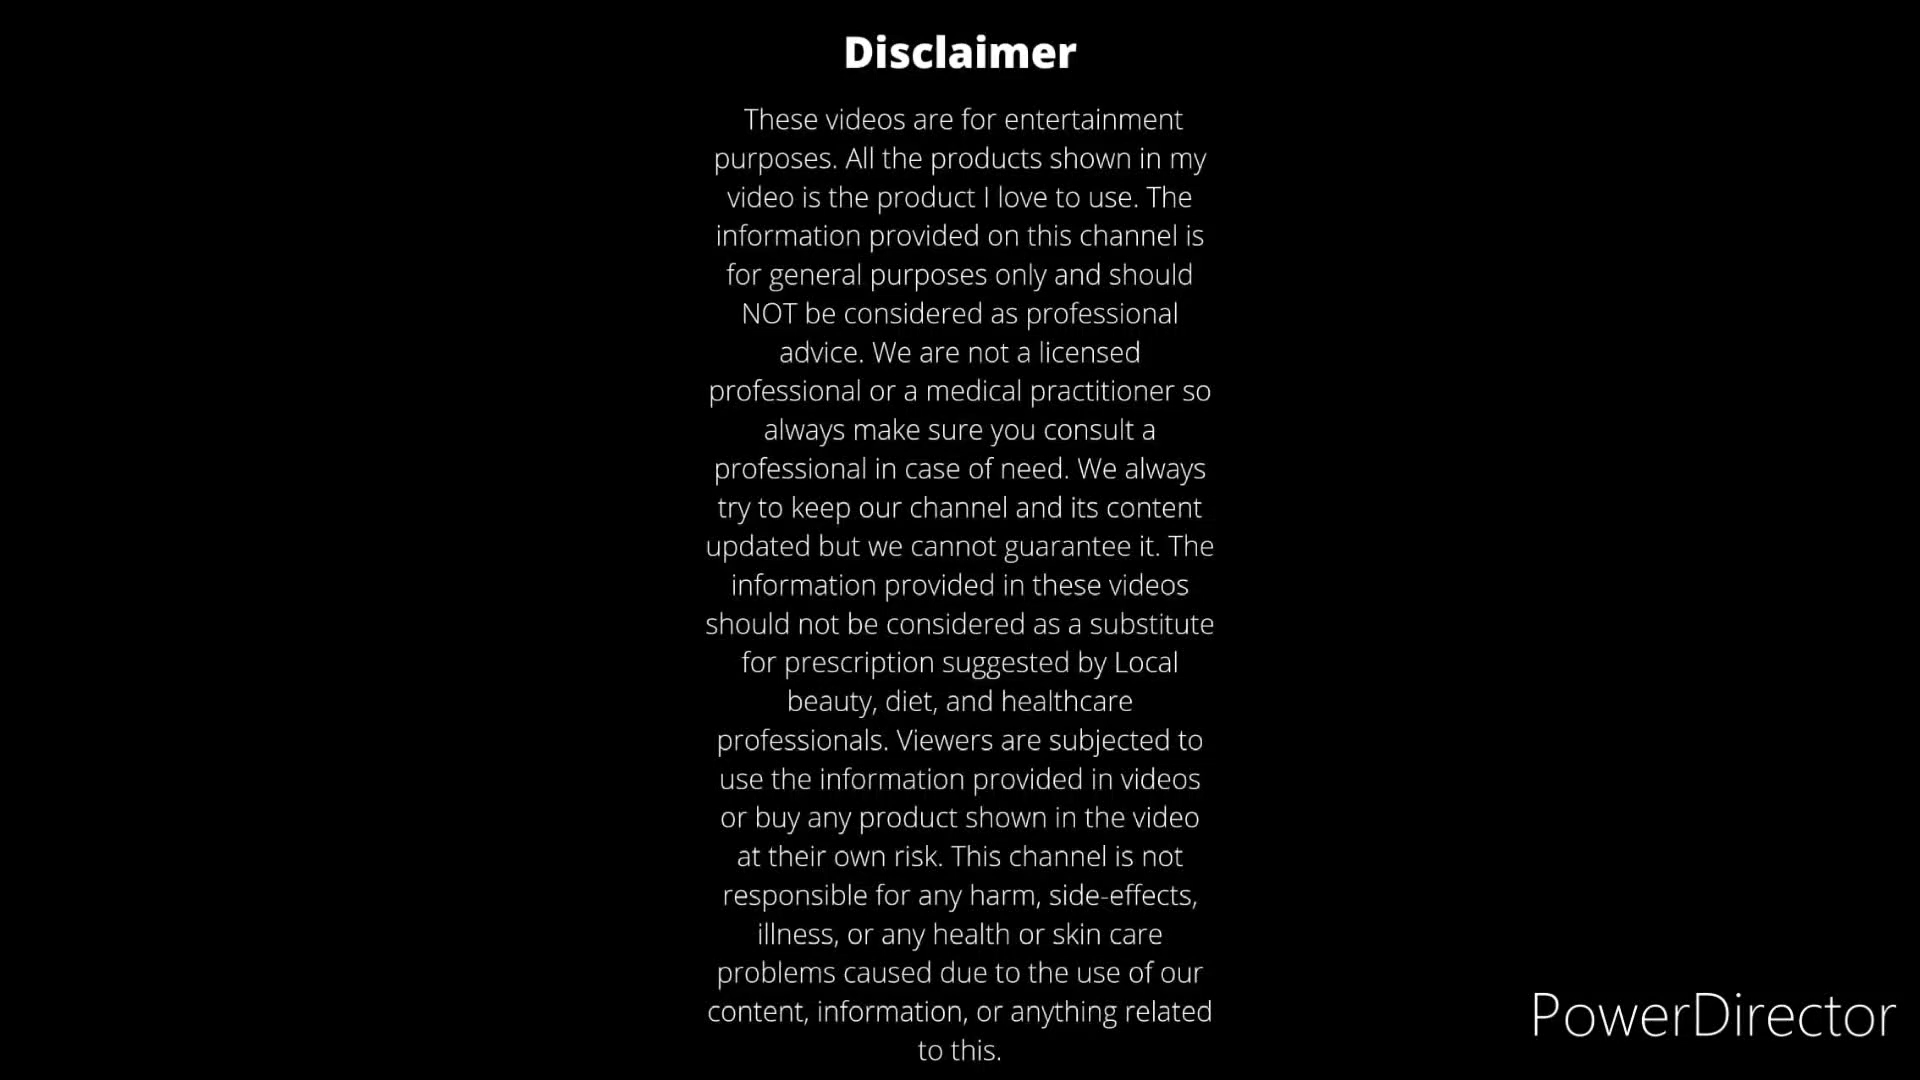 Disclaimer
These videos are for entertainment
purposes. All the products shown in my
video is the product I love to use. The
information provided on this channel is
for general purposes only and should
NOT be considered as professional
advice. We are not a licensed
professional or a medical practitioner so
always make sure you consult a
professional in case of need. We always
try to keep our channel and its content
updated but we cannot guarantee it. The
information provided in these videos
should not be considered as a substitute
for prescription suggested by Local
beauty, diet, and healthcare
professionals. Viewers are subjected to
use the information provided in videos
or buy any product shown in the video
at their own risk. This channel is not
responsible for any harm, side-effects,
illness, or any health or skin care
problems caused due to the use of our
content, information, or anything related
to this.
PowerDirector